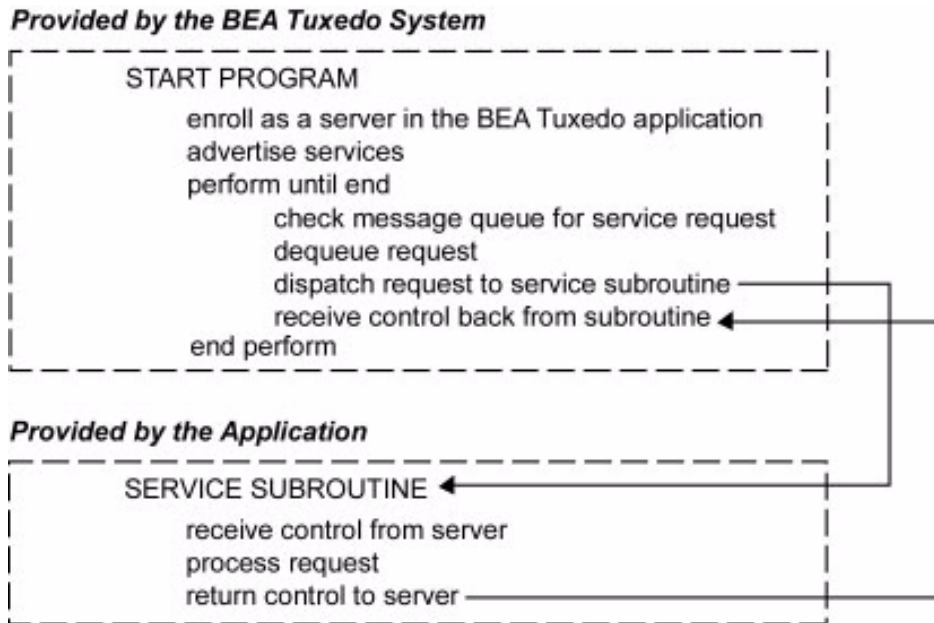 Provided by the BEA Tuxedo System
START PROGRAM
enroll as a server in the BEA Tuxedo application
advertise services
perform until end
check message queue for service request
dequeue request
dispatch request to service subroutine
receive control back from subroutine
end perform
Provided by the Application
SERVICE SUBROUTINE
receive control from server
process request
return control to server